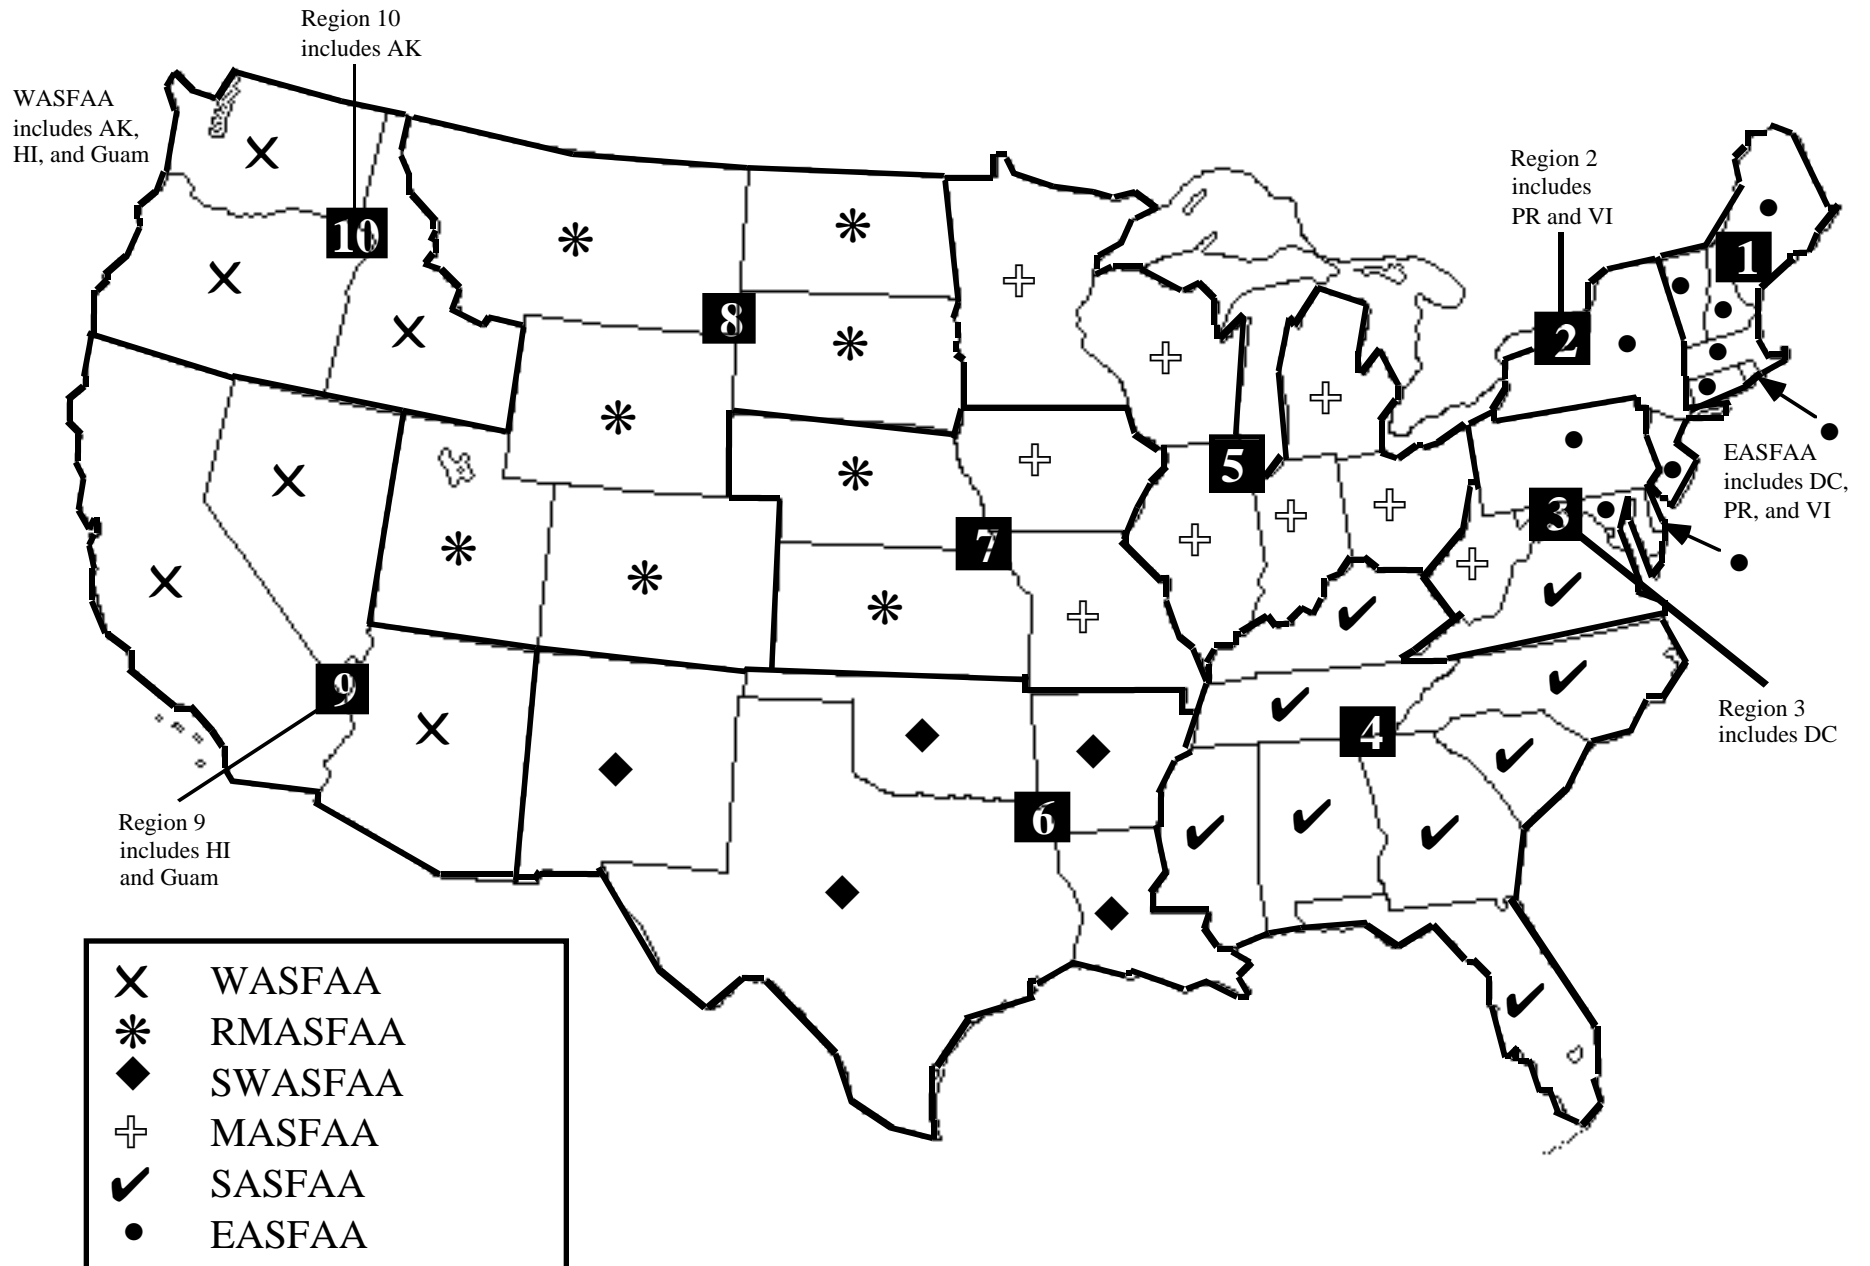 Region 10
includes AK
WASFAA
includes AK,
HI, and Guam
Region 2
includes
PR and VI
10
1
8
2
EASFAA
includes DC,
PR, and VI
5
3
7
9
4
Region 3
includes DC
6
Region 9
includes HI
and Guam
WASFAA
RMASFAA
SWASFAA
MASFAA
SASFAA
EASFAA